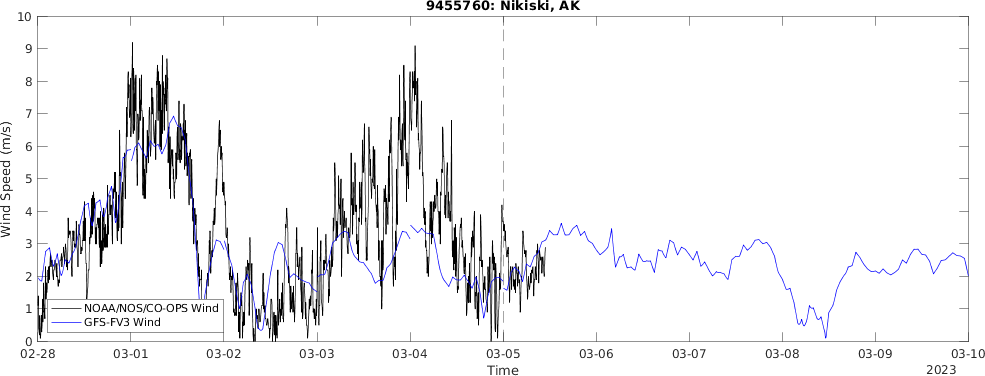 9455760: Nikiski, AK
10
9
8
7
6
5
4
3
2
1
0
Wind Speed (m/s)
NOAA/NOS/CO-OPS Wind
GFS-FV3 Wind
02-28 03-01 03-02 03-03 03-04 03-05 03-06 03-07 03-08 03-09 03-10
Time
2023